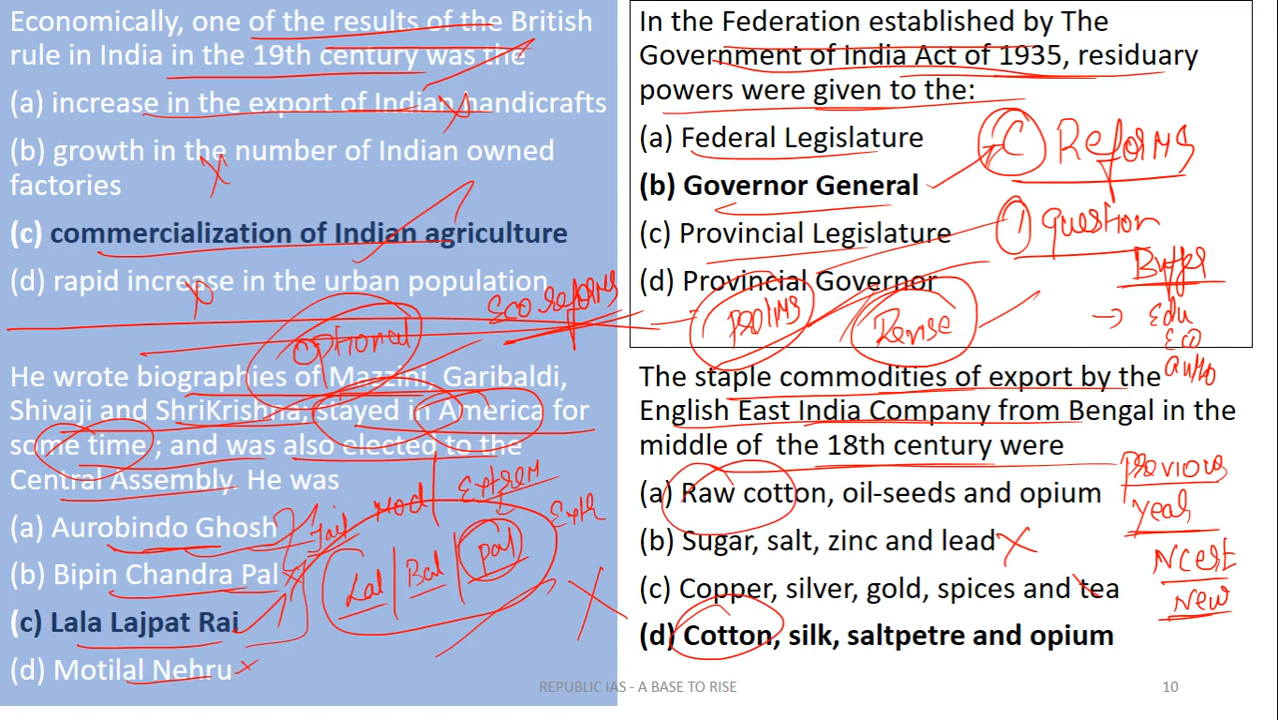 Economically, one of the results of the British
rule in India in the 19th century was the
(a) increase in the export of Indian handicrafts
(b) growth in the number of Indian owned
factories
(c) commercialization of Indian agriculture
(d) rapid increase in the urban population
Eco reforms
Optional
He wrote biographies of Mazzini, Garibaldi,
Shivaji and ShriKrishna; stayed in America for
some time ; and was also elected to the
Central Assembly. He was
(a) Aurobindo Ghosh
(b) Bipin Chandra Pal
(c) Lala Lajpat Rai
(d) Motilal Nehru
Jail
Mod | Extrem
Lal | Bal | Pal
In the Federation established by The
Government of India Act of 1935, residuary
powers were given to the:
(a) Federal Legislature
(b) Governor General
(c) Provincial Legislature
(d) Provincial Governor
C Reforms
1 question
Buffer
Edu
Eco
Prelims
Revise
The staple commodities of export by the
English East India Company from Bengal in the
middle of the 18th century were
(a) Raw cotton, oil-seeds and opium
(b) Sugar, salt, zinc and lead
(c) Copper, silver, gold, spices and tea
(d) Cotton, silk, saltpetre and opium
Previous
Year
Ncert
New
REPUBLIC IAS - A BASE TO RISE
10